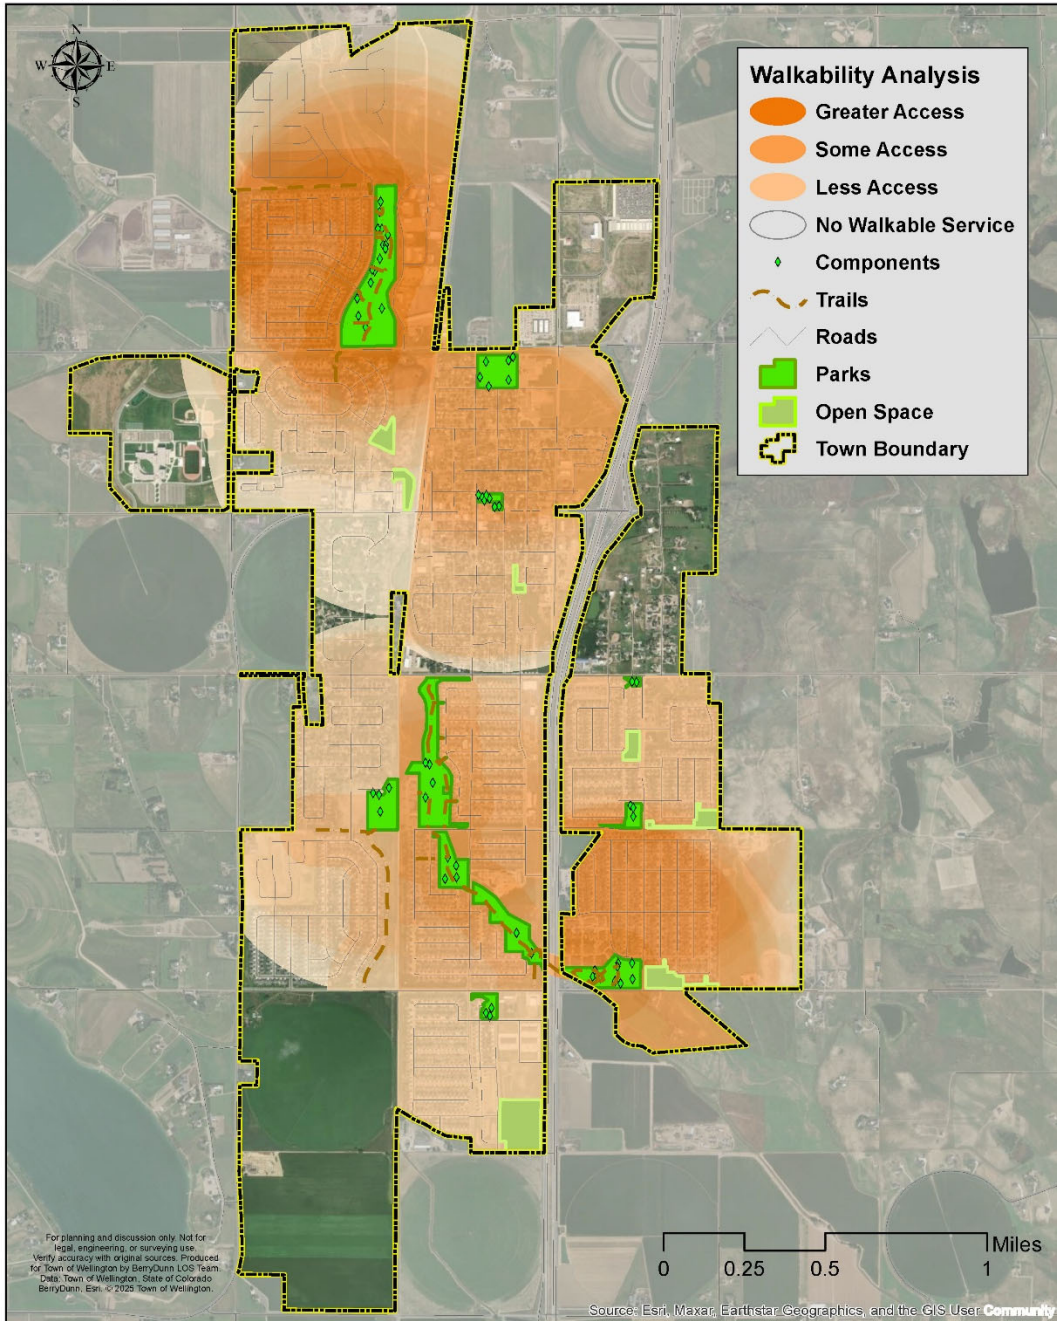 N
W E
S
Walkability Analysis
Greater Access
Some Access
Less Access
No Walkable Service
Components
Trails
Roads
Parks
Open Space
Town Boundary
For planning and discussion only. Not for
legal, engineering, or surveying use.
Verify accuracy with original sources. Produced
for Town of Wellington by BerryDunn LOS Team.
Data: Town of Wellington, State of Colorado
BerryDunn, Esri. © 2025 Town of Wellington.
Miles
0 0.25 0.5 1
Source: Esri, Maxar, Earthstar Geographics, and the GIS User Community